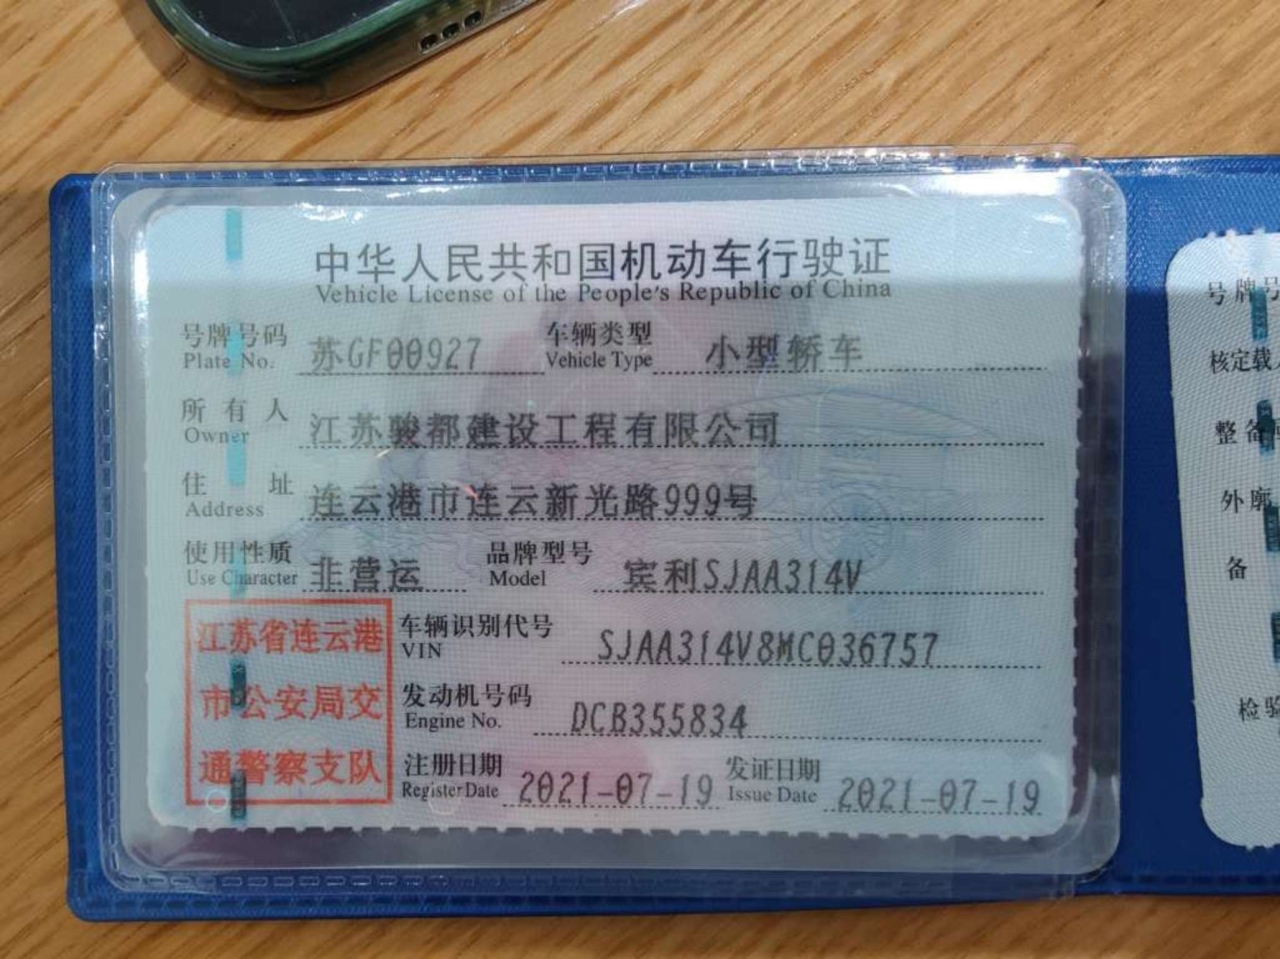 中华人民共和国机动车行驶证
Vehicle License of the People's Republic of China
号牌号码 苏GF00927 车辆类型 小型轿车
Plate No. Vehicle Type
所有人 江苏骏都建设工程有限公司
Owner
住址 连云港市连云新光路999号
Address
使用性质 非营运 品牌型号 宾利SJAA314V
Use Character Model
江苏省连云港
市公安局交
通警察支队
车辆识别代号 SJAA314V8MC036757
VIN
发动机号码 DCB355834
Engine No.
注册日期 2021-07-19 发证日期 2021-07-19
Register Date Issue Date
号牌号
核定载
整备
外廓
备
检验